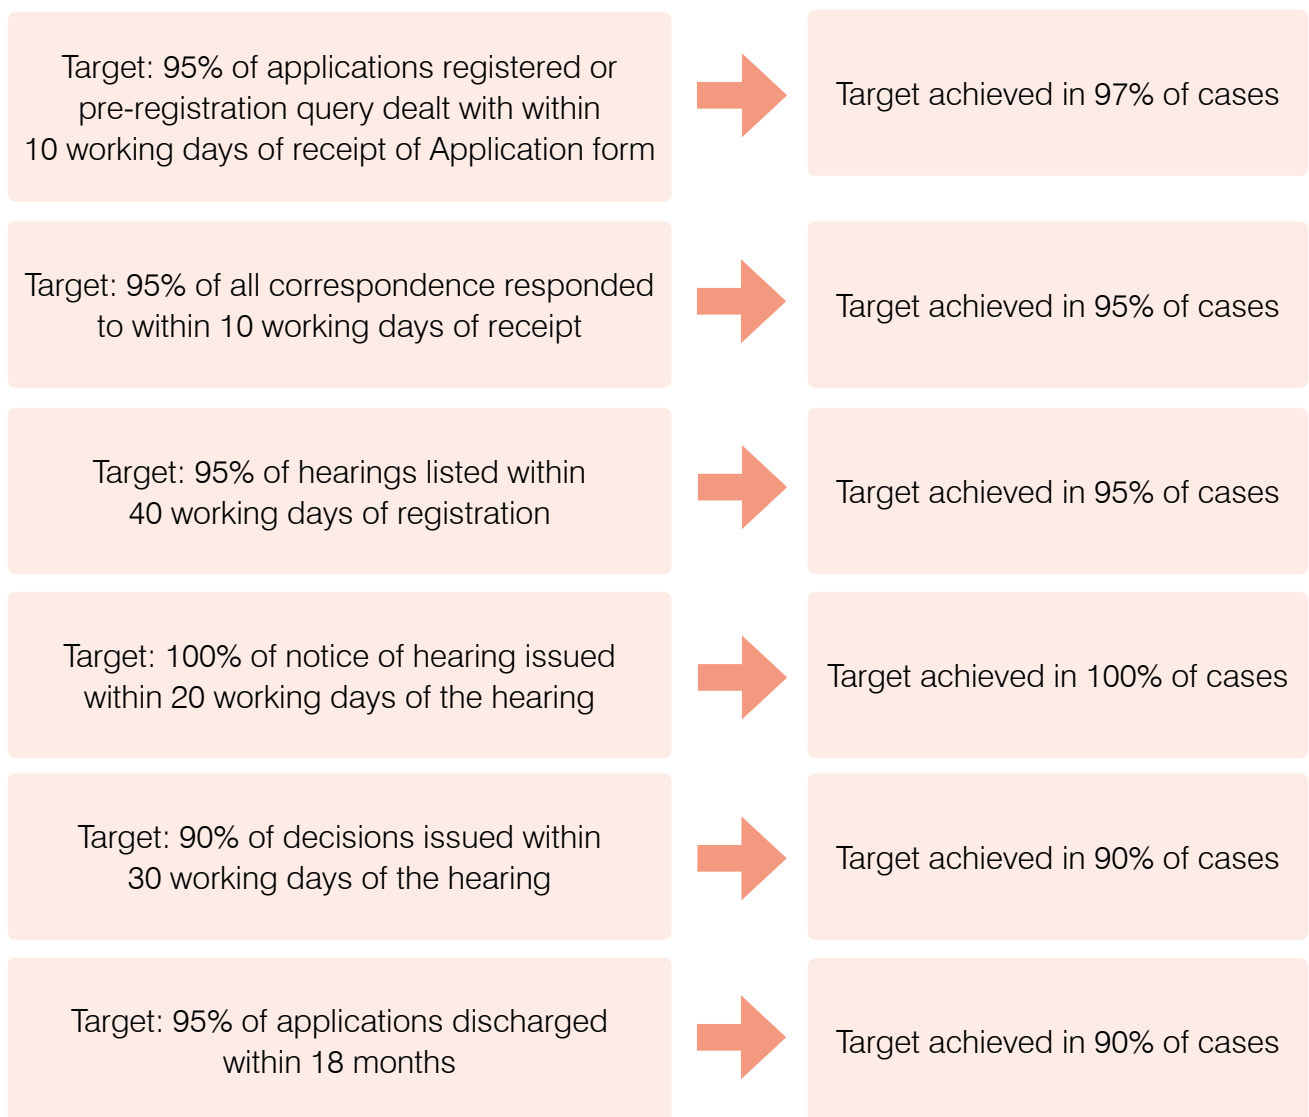 Target: 95% of applications registered or
pre-registration query dealt with within
10 working days of receipt of Application form
Target achieved in 97% of cases
Target: 95% of all correspondence responded
to within 10 working days of receipt
Target achieved in 95% of cases
Target: 95% of hearings listed within
40 working days of registration
Target achieved in 95% of cases
Target: 100% of notice of hearing issued
within 20 working days of the hearing
Target achieved in 100% of cases
Target: 90% of decisions issued within
30 working days of the hearing
Target achieved in 90% of cases
Target: 95% of applications discharged
within 18 months
Target achieved in 90% of cases